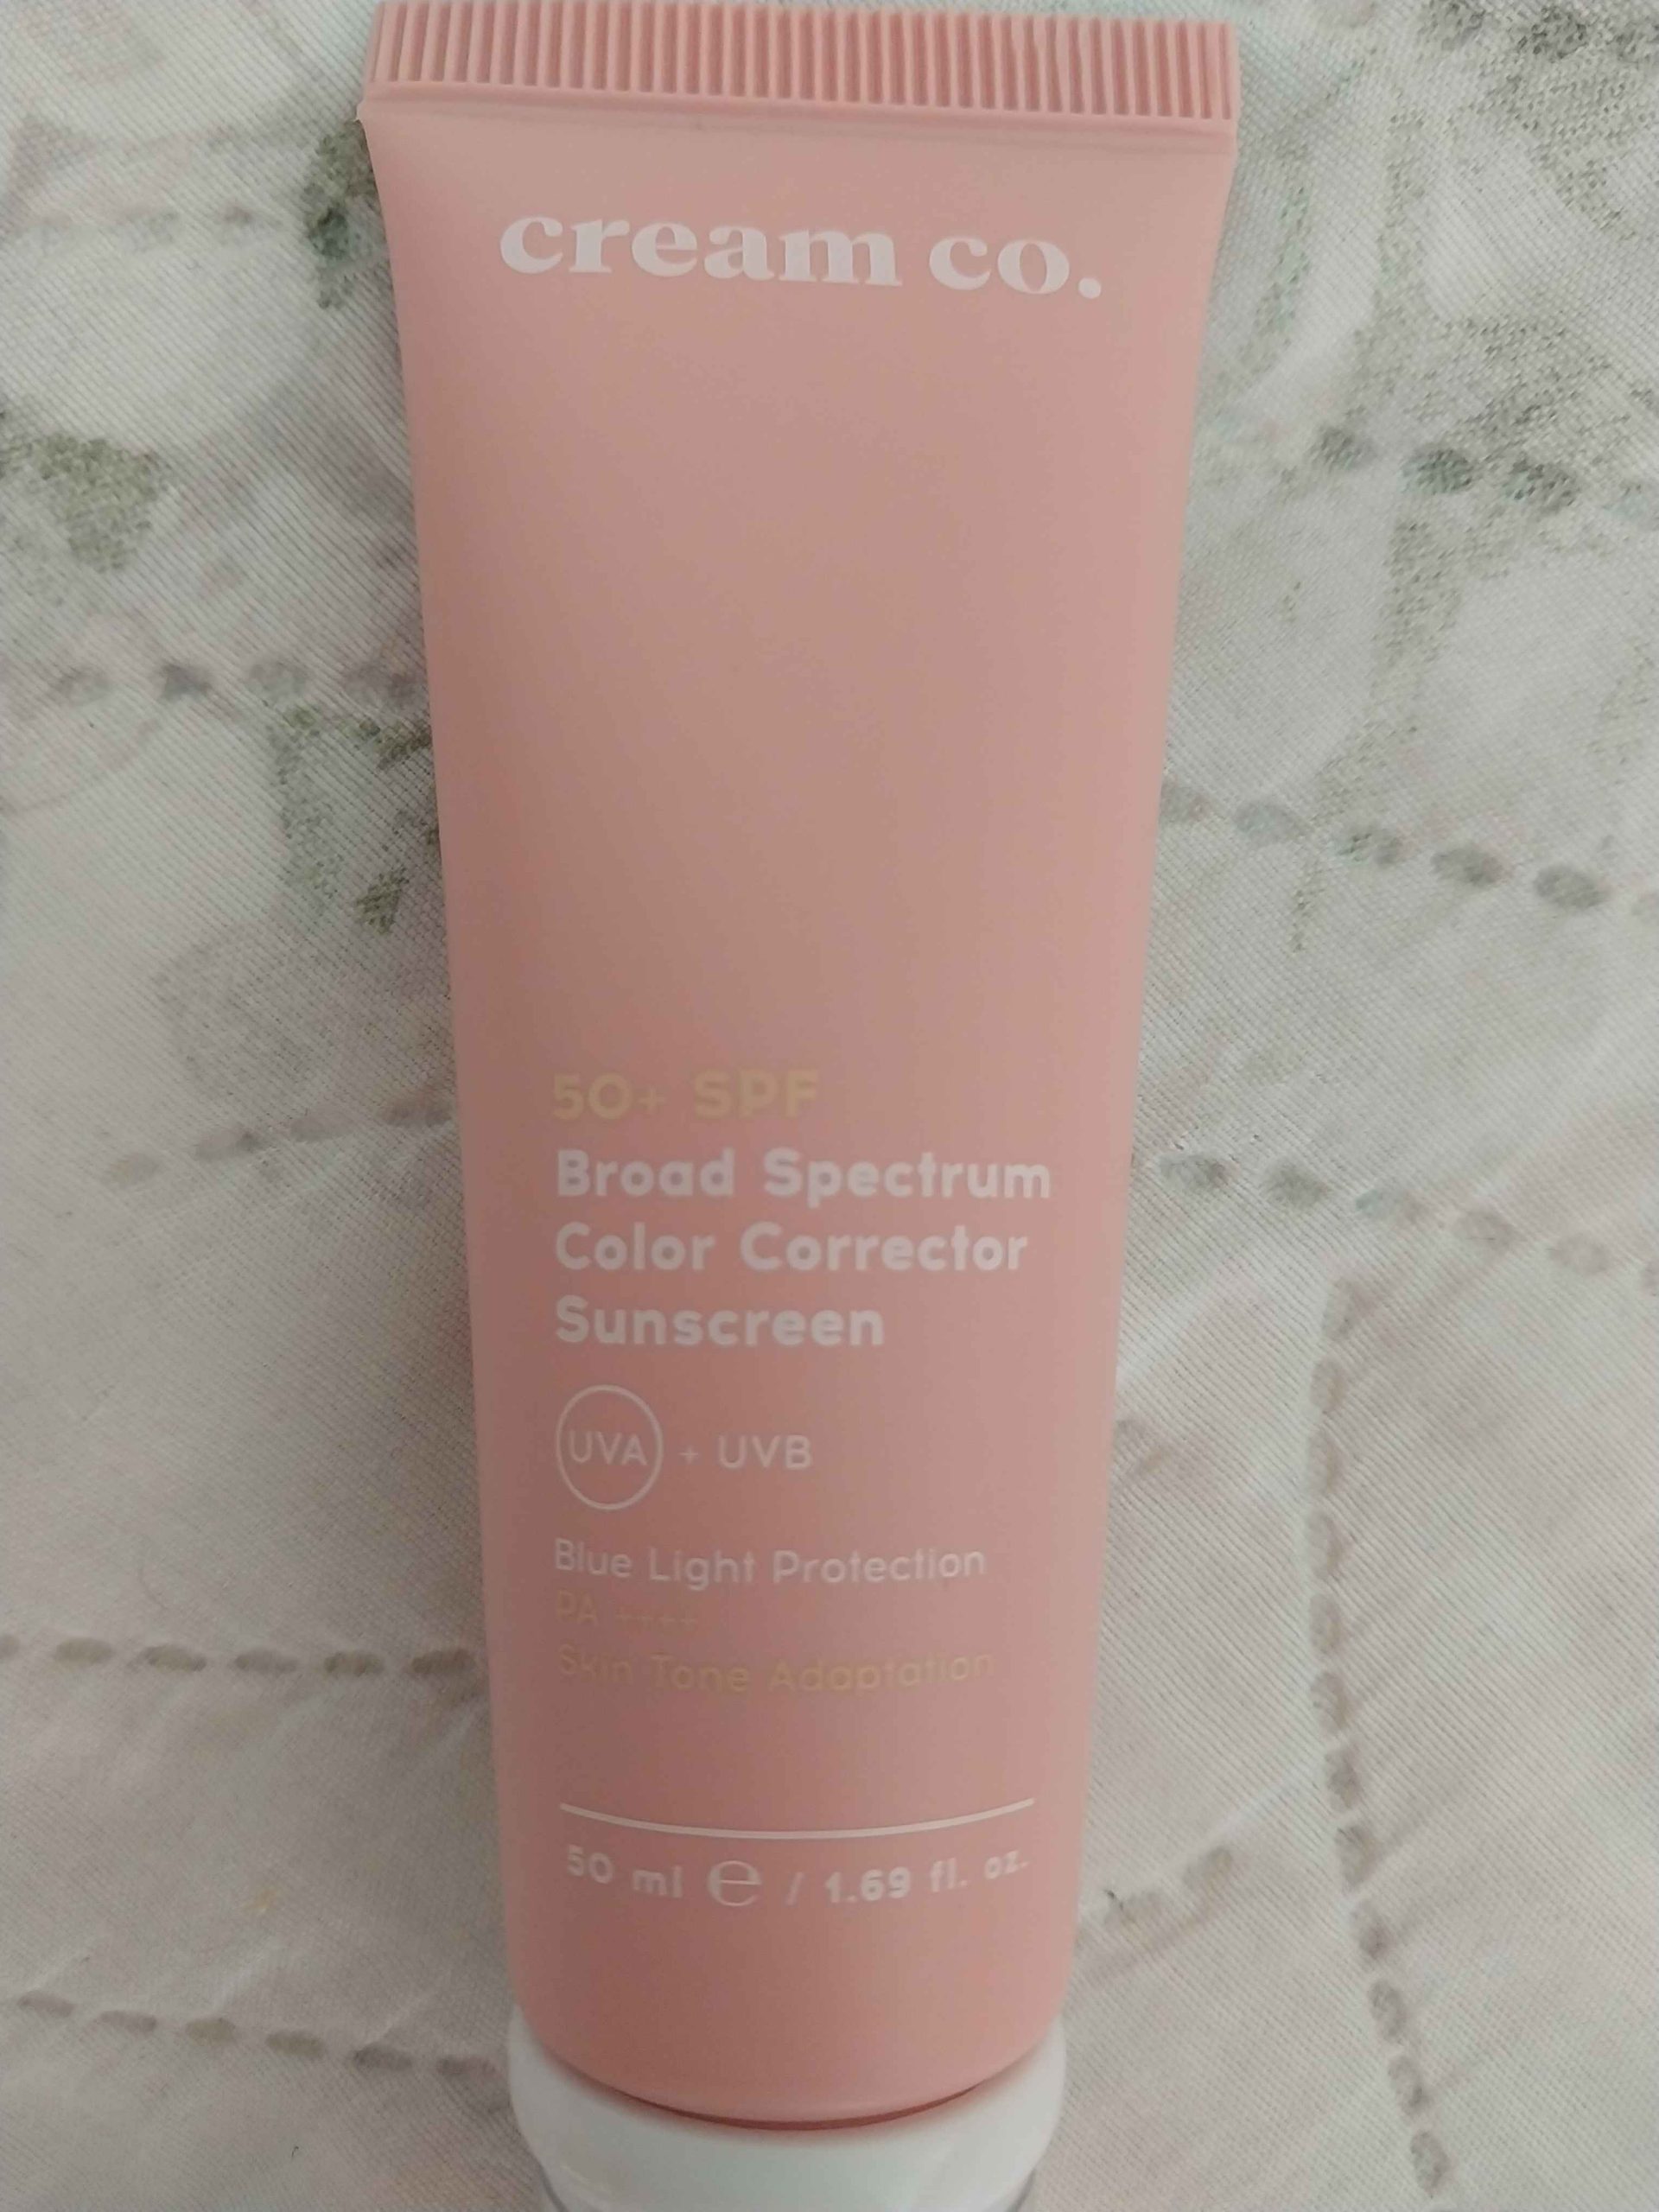 cream co.
50+ SPF
Broad Spectrum
Color Corrector
Sunscreen
UVA + UVB
Blue Light Protection
PA ++++
Skin Tone Adaptation
50 ml ℮ / 1.69 fl. oz.